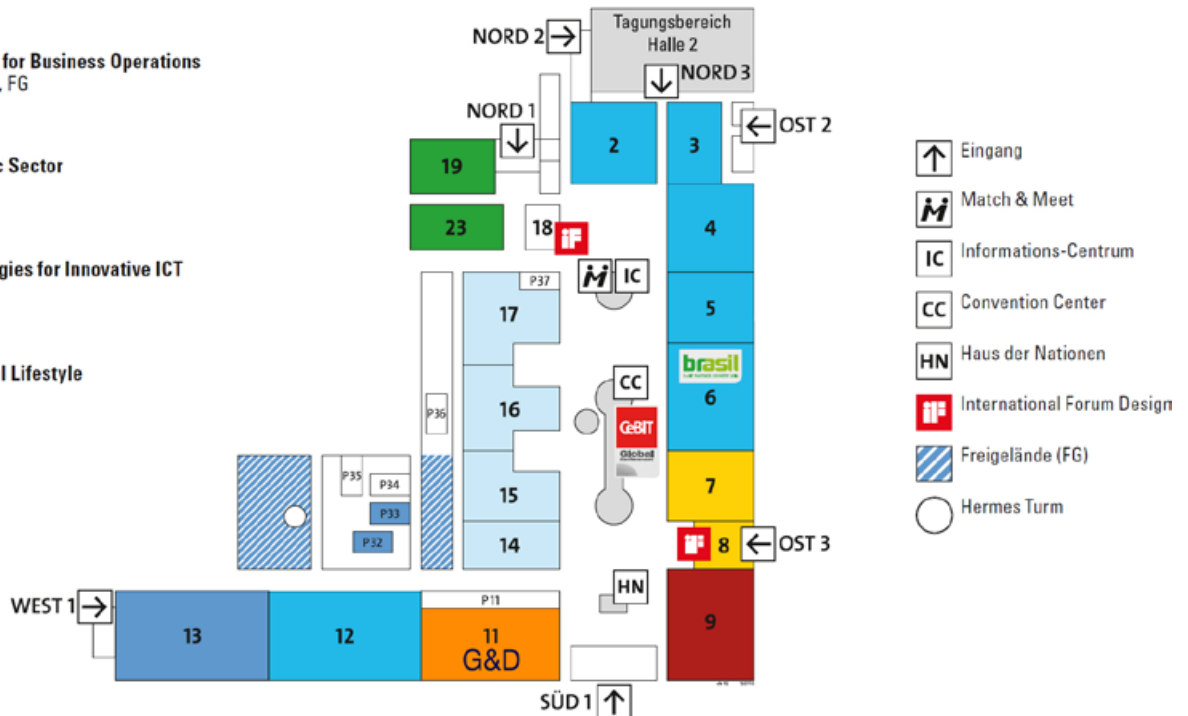 for Business Operations
, FG
c Sector
gies for Innovative ICT
l Lifestyle
Tagungsbereich
Halle 2
NORD 2
NORD 3
NORD 1
OST 2
2
3
19
23
18
iF
4
IC
P37
17
5
brasil
6
CC
CeBIT
Global
P36
16
P35
P34
P33
P32
15
7
14
iF
8
OST 3
HN
WEST 1
P11
13
12
11
G&D
9
SÜD 1
Eingang
Match & Meet
IC Informations-Centrum
CC Convention Center
HN Haus der Nationen
iF International Forum Design
Freigelände (FG)
Hermes Turm